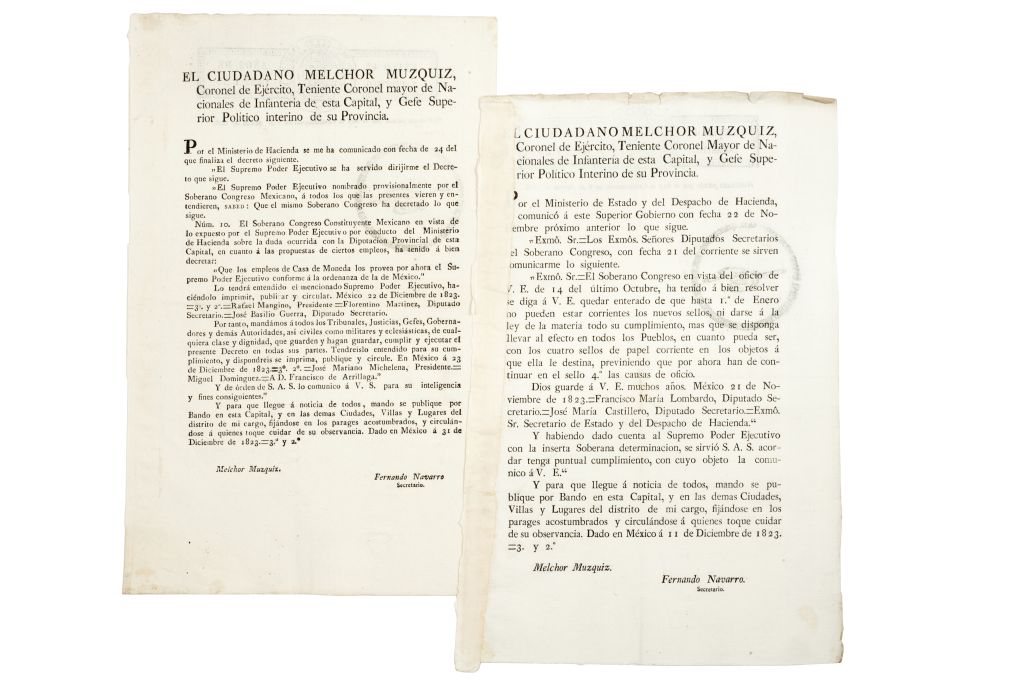 EL CIUDADANO MELCHOR MUZQUIZ,
Coronel de Ejército, Teniente Coronel mayor de Na-
cionales de Infanteria de esta Capital, y Gefe Supe-
rior Politico interino de su Provincia.
Por el Ministerio de Hacienda se me ha comunicado con fecha de 24 del
que finaliza el decreto siguiente.
»El Supremo Poder Ejecutivo se ha servido dirijirme el Decre-
to que sigue.
»El Supremo Poder Ejecutivo nombrado provisionalmente por el
Soberano Congreso Mexicano, á todos los que las presentes vieren y en-
tendieren, SABED: Que el mismo Soberano Congreso ha decretado lo que
sigue.
Núm. 10. El Soberano Congreso Constituyente Mexicano en vista de
lo expuesto por el Supremo Poder Ejecutivo por conducto del Ministerio
de Hacienda sobre la duda ocurrida con la Diputacion Provincial de esta
Capital, en cuanto á las propuestas de ciertos empleos, ha tenido á bien
decretar:
»Que los empleos de Casa de Moneda los provea por ahora el Su-
premo Poder Ejecutivo conforme á la ordenanza de la de México.”
Lo tendrá entendido el mencionado Supremo Poder Ejecutivo, ha-
ciéndolo imprimir, publicar y circular. México 22 de Diciembre de 1823.
=3º. y 2º.=Rafael Mangino, Presidente=Florentino Martinez, Diputado
Secretario.=José Basilio Guerra, Diputado Secretario.
Por tanto, mandámos á todos los Tribunales, Justicias, Gefes, Goberna-
dores y demás Autoridades, asi civiles como militares y eclesiásticas, de cual-
quiera clase y dignidad, que guarden y hagan guardar, cumplir y ejecutar el
presente Decreto en todas sus partes. Tendreislo entendido para su cum-
plimiento, y dispondreis se imprima, publique y circule. En México á 23
de Diciembre de 1823.=3º. 2º.=José Mariano Michelena, Presidente.=
Miguel Dominguez.=A D. Francisco de Arrillaga.”
Y de órden de S. A. S. lo comunico á V. S. para su inteligencia
y fines consiguientes.”
Y para que llegue á noticia de todos, mando se publique por
Bando en esta Capital, y en las demas Ciudades, Villas y Lugares del
distrito de mi cargo, fijándose en los parages acostumbrados, y circulán-
dose á quienes toque cuidar de su observancia. Dado en México á 31 de
Diciembre de 1823.=3.º y 2.º
Melchor Muzquiz.
Fernando Navarro
Secretario.
L CIUDADANO MELCHOR MUZQUIZ,
Coronel de Ejército, Teniente Coronel Mayor de Na-
cionales de Infanteria de esta Capital, y Gefe Supe-
rior Político Interino de su Provincia.
Por el Ministerio de Estado y del Despacho de Hacienda,
comunicó á este Superior Gobierno con fecha 22 de No-
iembre próximo anterior lo que sigue.
»Exmô. Sr.=Los Exmôs. Señores Diputados Secretarios
el Soberano Congreso, con fecha 21 del corriente se sirven
omunicarme lo siguiente.
»Exmô. Sr.=El Soberano Congreso en vista del oficio de
V. E. de 14 del último Octubre, ha tenido á bien resolver
se diga á V. E. quedar enterado de que hasta 1.º de Enero
no pueden estar corrientes los nuevos sellos, ni darse á la
ley de la materia todo su cumplimiento, mas que se disponga
llevar al efecto en todos los Pueblos, en cuanto pueda ser,
con los cuatro sellos de papel corriente en los objetos á
que ella le destina, previniendo que por ahora han de con-
tinuar en el sello 4.º las causas de oficio.
Dios guarde á V. E. muchos años. México 21 de No-
viembre de 1823.=Francisco María Lombardo, Diputado Se-
cretario.=José María Castillero, Diputado Secretario.=Exmô.
Sr. Secretario de Estado y del Despacho de Hacienda.“
Y habiendo dado cuenta al Supremo Poder Ejecutivo
con la inserta Soberana determinacion, se sirvió S. A. S. acor-
dar tenga puntual cumplimiento, con cuyo objeto la comu-
nico á V. E.“
Y para que llegue á noticia de todos, mando se pu-
blique por Bando en esta Capital, y en las demas Ciudades,
Villas y Lugares del distrito de mi cargo, fijándose en los
parages acostumbrados y circulándose á quienes toque cuidar
de su observancia. Dado en México á 11 de Diciembre de 1823.
=3. y 2.º
Melchor Muzquiz.
Fernando Navarro.
Secretario.